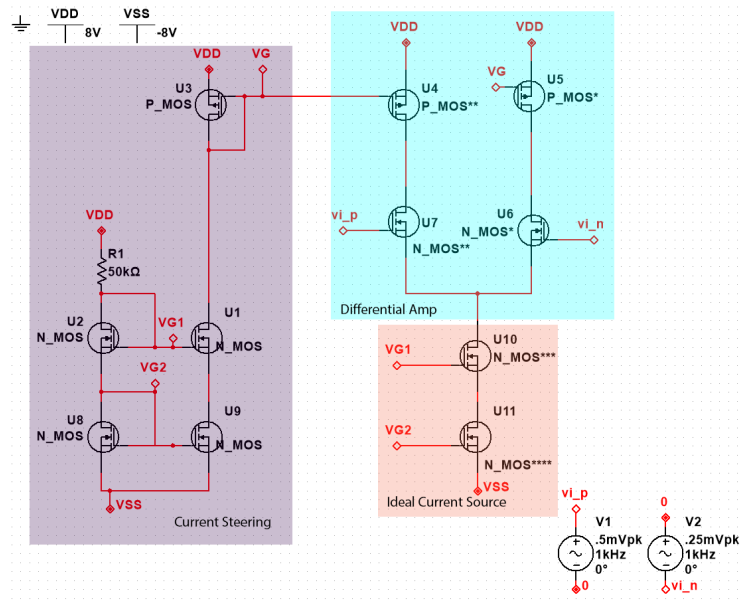 VDD
8V
VSS
-8V
VDD
VG
U3
P_MOS
VDD
R1
50kΩ
U2
N_MOS
VG1
U1
N_MOS
VG2
U8
N_MOS
U9
N_MOS
VSS
Current Steering
VDD
VDD
U4
P_MOS**
VG
U5
P_MOS*
vi_p
U7
N_MOS**
U6
N_MOS*
vi_n
Differential Amp
VG1
U10
N_MOS***
VG2
U11
N_MOS****
VSS
Ideal Current Source
vi_p
V1
.5mVpk
1kHz
0°
0
0
V2
.25mVpk
1kHz
0°
vi_n